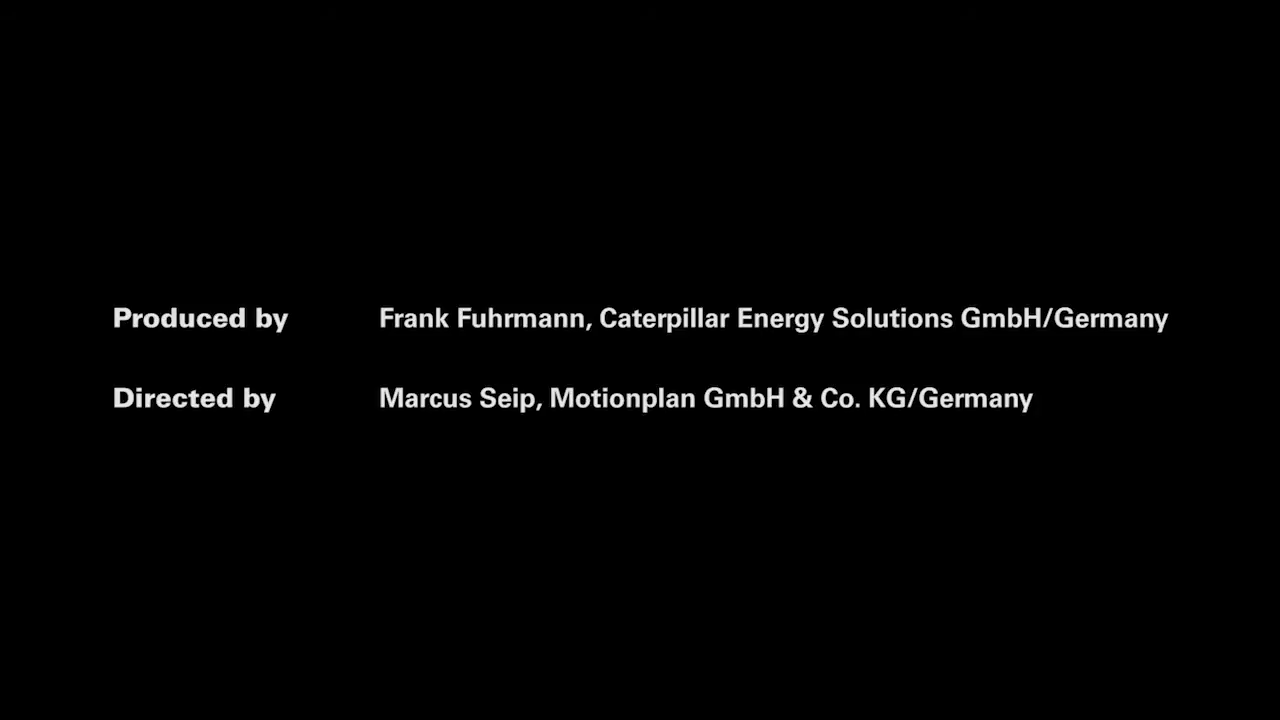 Produced by Frank Fuhrmann, Caterpillar Energy Solutions GmbH/Germany
Directed by Marcus Seip, Motionplan GmbH & Co. KG/Germany